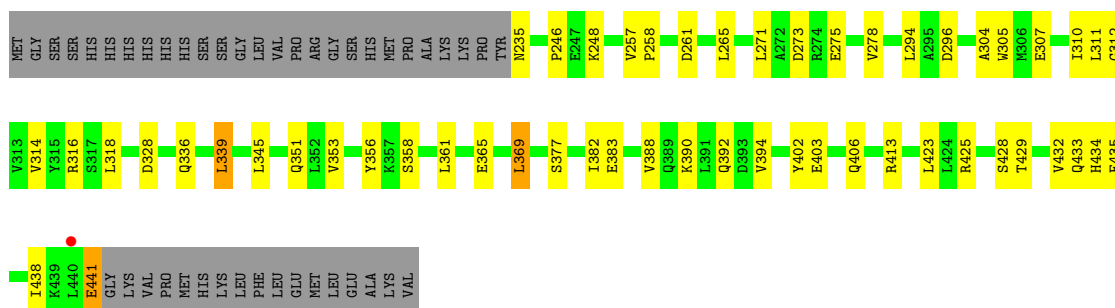 MET GLY SER SER HIS HIS HIS HIS HIS HIS SER SER GLY LEU VAL PRO ARG GLY SER HIS MET PRO ALA LYS LYS PRO TYR N235 P246 E247 K248 V257 P258 D261 L265 L271 A272 D273 R274 E275 V278 L294 A295 D296 A304 W305 M306 E307 I310 L311 G312
V313 V314 Y315 R316 S317 L318 D328 Q336 L339 L345 Q351 L352 V353 Y356 K357 S358 L361 E365 L369 S377 I382 E383 V388 Q389 K390 L391 Q392 D393 V394 Y402 E403 Q406 R413 L423 L424 R425 S428 T429 V432 Q433 H434
I438 K439 L440 E441 GLY LYS VAL PRO MET HIS LYS LEU PHE LEU GLU MET LEU GLU ALA LYS VAL